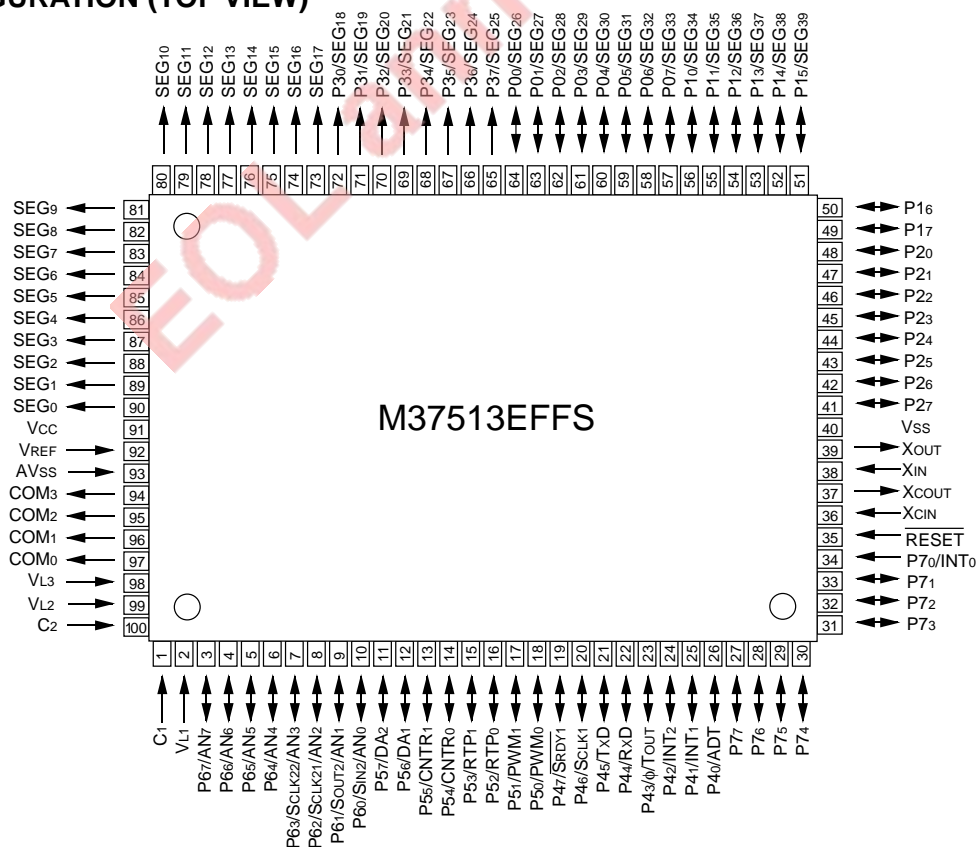 GURATION (TOP VIEW)
SEG10
SEG11
SEG12
SEG13
SEG14
SEG15
SEG16
SEG17
P30/SEG18
P31/SEG19
P32/SEG20
P33/SEG21
P34/SEG22
P35/SEG23
P36/SEG24
P37/SEG25
P00/SEG26
P01/SEG27
P02/SEG28
P03/SEG29
P04/SEG30
P05/SEG31
P06/SEG32
P07/SEG33
P10/SEG34
P11/SEG35
P12/SEG36
P13/SEG37
P14/SEG38
P15/SEG39
80 79 78 77 76 75 74 73 72 71 70 69 68 67 66 65 64 63 62 61 60 59 58 57 56 55 54 53 52 51
SEG9 81
SEG8 82
SEG7 83
SEG6 84
SEG5 85
SEG4 86
SEG3 87
SEG2 88
SEG1 89
SEG0 90
VCC 91
VREF 92
AVSS 93
COM3 94
COM2 95
COM1 96
COM0 97
VL3 98
VL2 99
C2 100
M37513EFFS
50 P16
49 P17
48 P20
47 P21
46 P22
45 P23
44 P24
43 P25
42 P26
41 P27
40 VSS
39 XOUT
38 XIN
37 XCOUT
36 XCIN
35 RESET
34 P70/INT0
33 P71
32 P72
31 P73
1 2 3 4 5 6 7 8 9 10 11 12 13 14 15 16 17 18 19 20 21 22 23 24 25 26 27 28 29 30
C1
VL1
P67/AN7
P66/AN6
P65/AN5
P64/AN4
P63/SCLK22/AN3
P62/SCLK21/AN2
P61/SOUT2/AN1
P60/SIN2/AN0
P57/DA2
P56/DA1
P55/CNTR1
P54/CNTR0
P53/RTP1
P52/RTP0
P51/PWM1
P50/PWM0
P47/SRDY1
P46/SCLK1
P45/TxD
P44/RxD
P43/φ/TOUT
P42/INT2
P41/INT1
P40/ADT
P77
P76
P75
P74
EOL